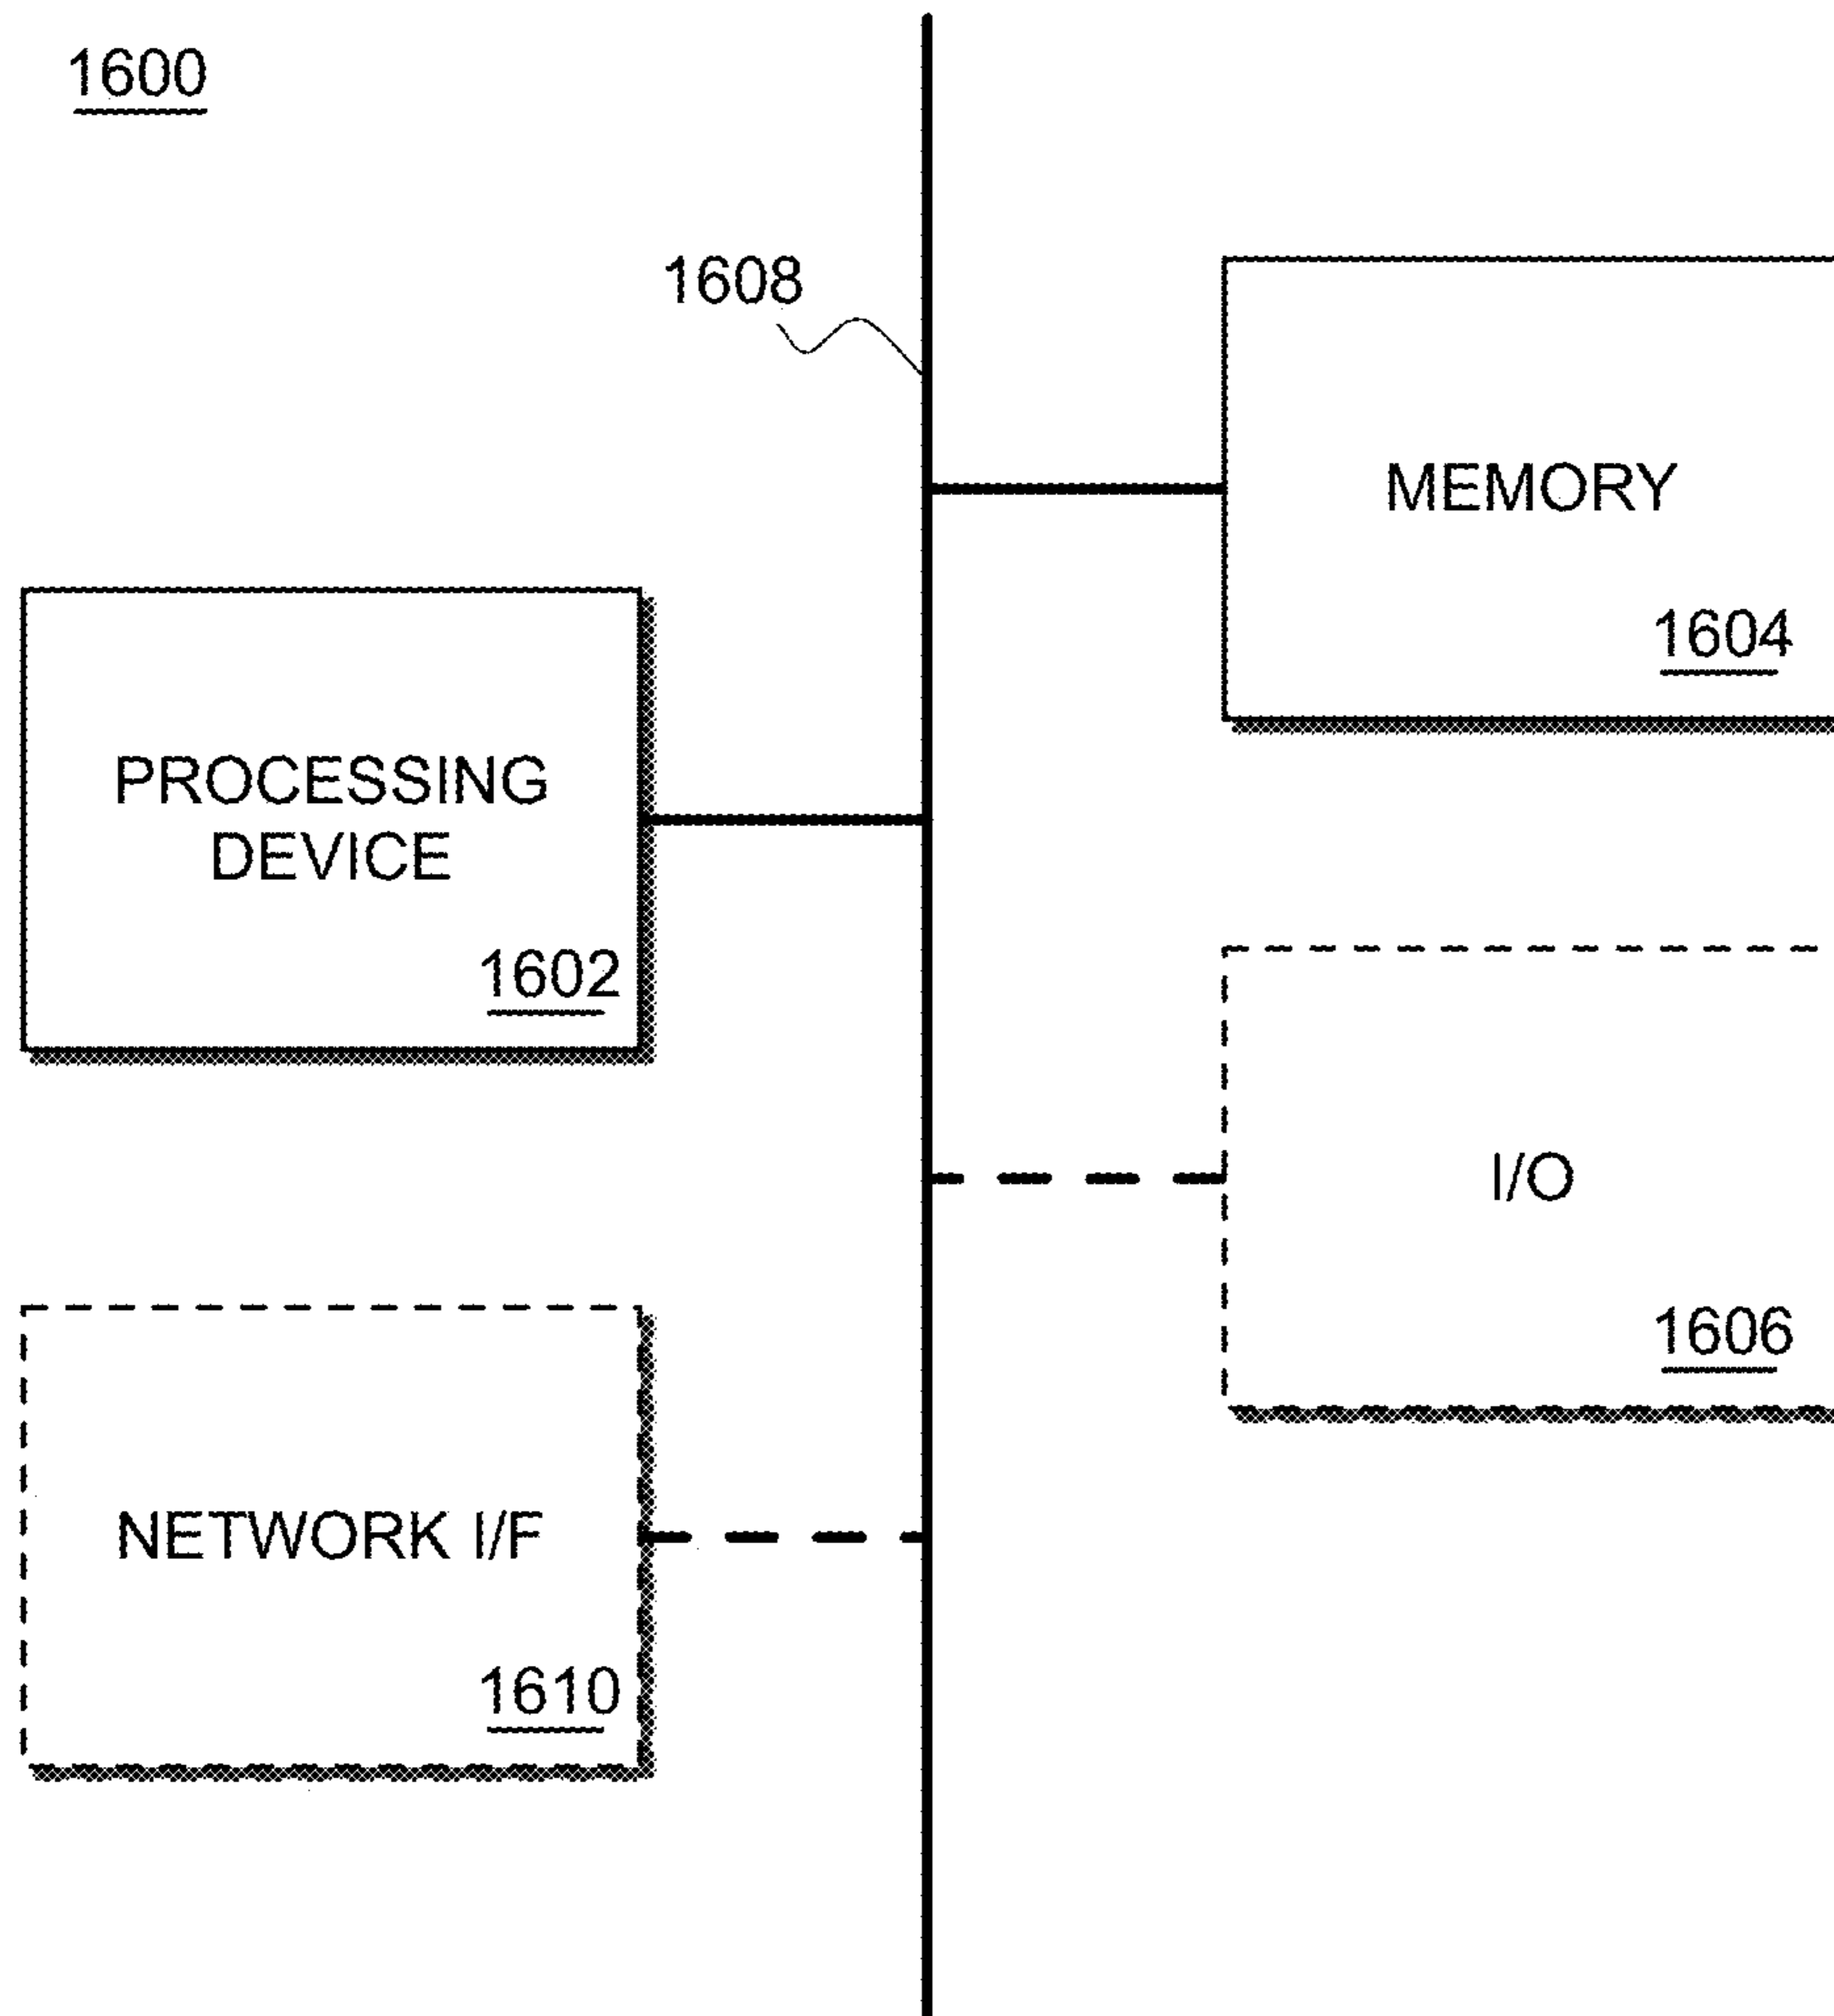 1600
1608
MEMORY
1604
PROCESSING
DEVICE
1602
I/O
1606
NETWORK I/F
1610